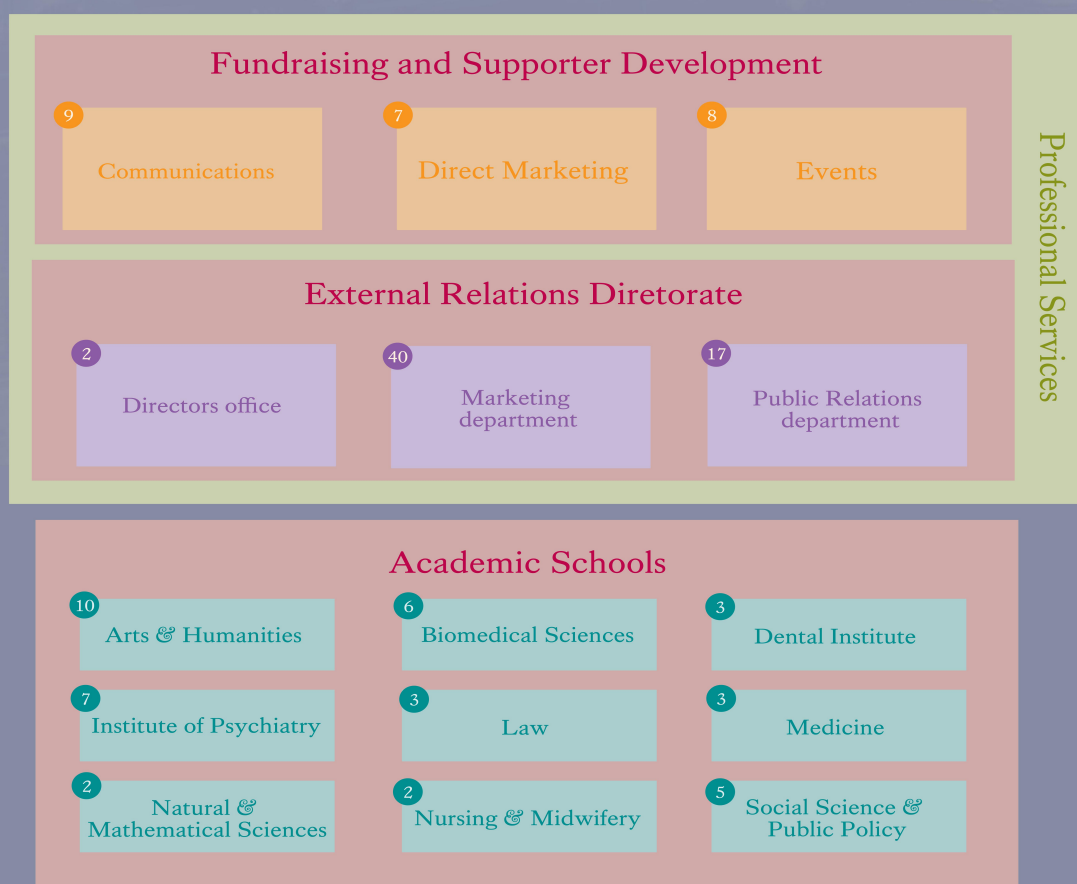 Fundraising and Supporter Development
9
Communications
7
Direct Marketing
8
Events
Professional Services
External Relations Diretorate
2
Directors office
40
Marketing
department
17
Public Relations
department
Academic Schools
10
Arts & Humanities
6
Biomedical Sciences
3
Dental Institute
7
Institute of Psychiatry
3
Law
3
Medicine
2
Natural &
Mathematical Sciences
2
Nursing & Midwifery
5
Social Science &
Public Policy